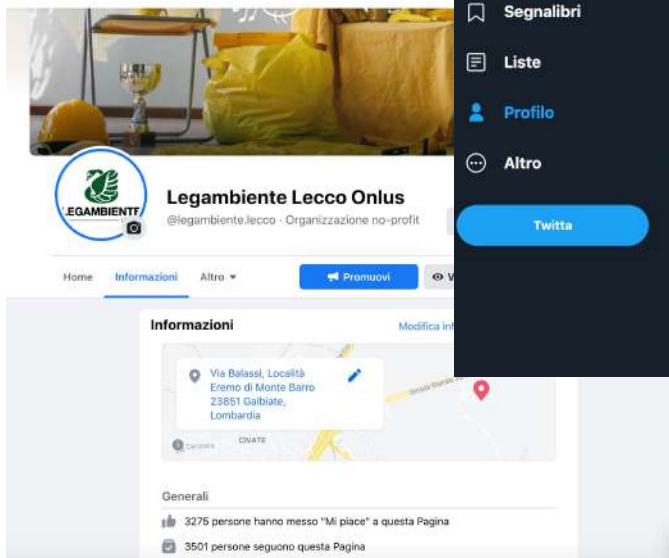 Segnalibri
Liste
Profilo
Altro
Twitta
LEGAMBIENTE
Legambiente Lecco Onlus
@legambiente.lecco · Organizzazione no-profit
Home Informazioni Altro Promuovi V
Informazioni
Modifica inf
Via Balassi, Località
Eremo di Monte Barro
23851 Galbiate,
Lombardia
CIVATE
Generali
3275 persone hanno messo "Mi piace" a questa Pagina
3501 persone seguono questa Pagina